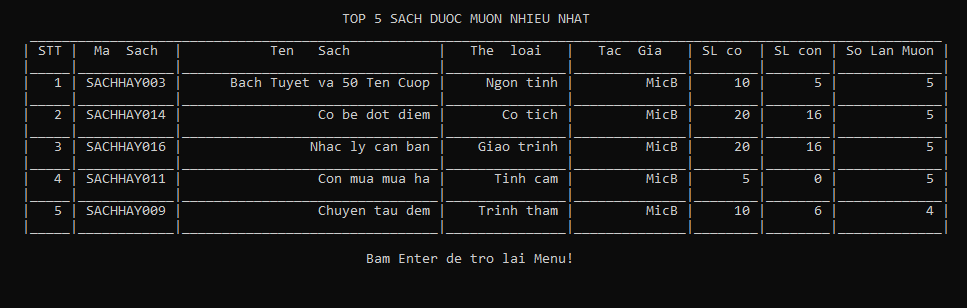 TOP 5 SACH DUOC MUON NHIEU NHAT
| STT | Ma Sach | Ten Sach | The loai | Tac Gia | SL co | SL con | So Lan Muon |
| 1 | SACHHAY003 | Bach Tuyet va 50 Ten Cuop | Ngon tinh | MicB | 10 | 5 | 5 |
| 2 | SACHHAY014 | Co be dot diem | Co tich | MicB | 20 | 16 | 5 |
| 3 | SACHHAY016 | Nhac ly can ban | Giao trinh | MicB | 20 | 16 | 5 |
| 4 | SACHHAY011 | Con mua mua ha | Tinh cam | MicB | 5 | 0 | 5 |
| 5 | SACHHAY009 | Chuyen tau dem | Trinh tham | MicB | 10 | 6 | 4 |
Bam Enter de tro lai Menu!